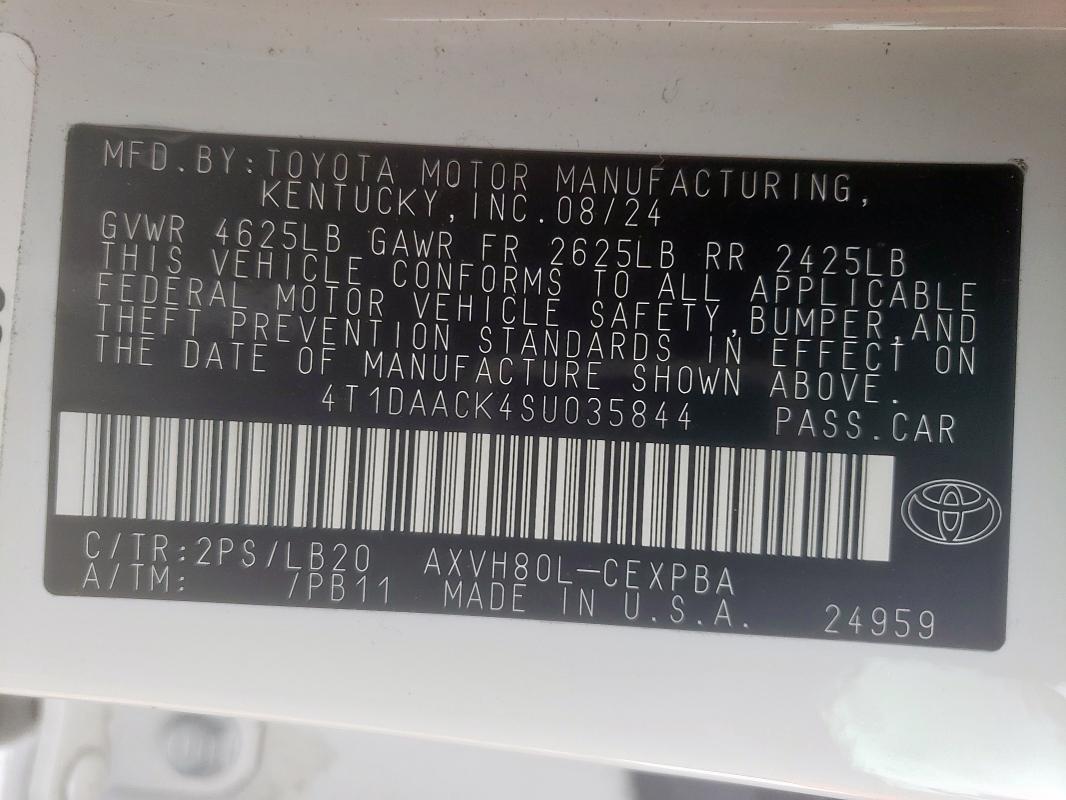 MFD.BY:TOYOTA MOTOR MANUFACTURING,
KENTUCKY,INC.08/24
GVWR 4625LB GAWR FR 2625LB RR 2425LB
THIS VEHICLE CONFORMS TO ALL APPLICABLE
FEDERAL MOTOR VEHICLE SAFETY,BUMPER,AND
THEFT PREVENTION STANDARDS IN EFFECT ON
THE DATE OF MANUFACTURE SHOWN ABOVE.
4T1DAACK4SU035844 PASS.CAR
C/TR:2PS/LB20 AXVH80L-CEXPBA
A/TM: /PB11 MADE IN U.S.A. 24959